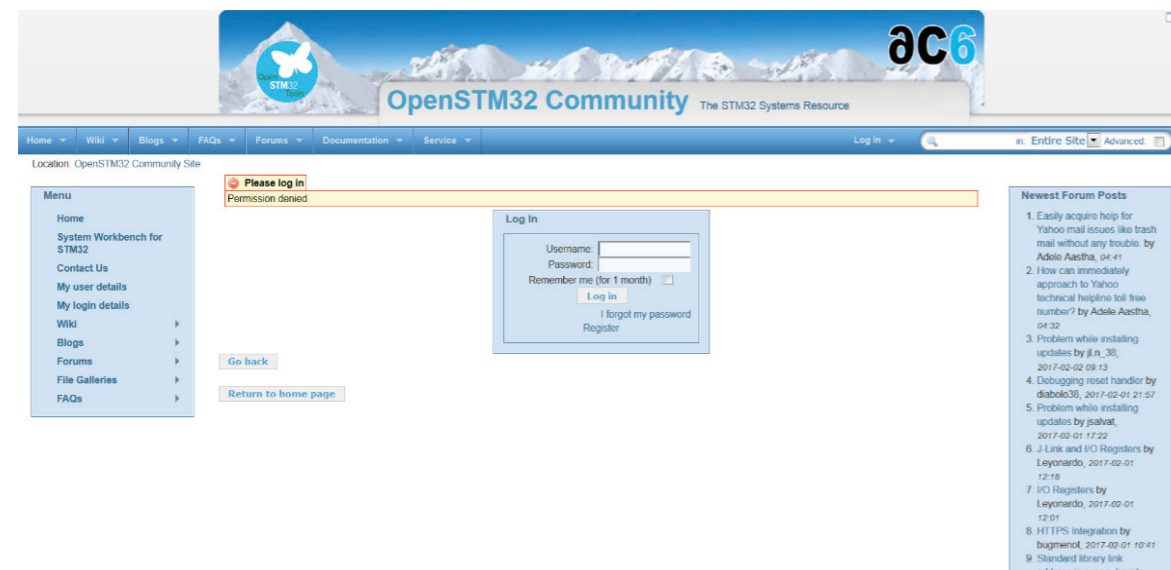 Open
STM32
Tools
ac6
OpenSTM32 Community The STM32 Systems Resource
Home Wiki Blogs FAQs Forums Documentation Service Log in in: Entire Site Advanced:
Location: OpenSTM32 Community Site
Menu
Home
System Workbench for
STM32
Contact Us
My user details
My login details
Wiki
Blogs
Forums
File Galleries
FAQs
Please log in
Permission denied
Log In
Username:
Password:
Remember me (for 1 month)
Log in
I forgot my password
Register
Go back
Return to home page
Newest Forum Posts
1. Easily acquire help for
Yahoo mail issues like trash
mail without any trouble. by
Adele Aastha, 04:41
2. How can immediately
approach to Yahoo
technical helpline toll free
number? by Adele Aastha,
04:32
3. Problem while installing
updates by jLn_38,
2017-02-02 09:13
4. Debugging reset handler by
diabolo38, 2017-02-01 21:57
5. Problem while installing
updates by jsalvat,
2017-02-01 17:22
6. J-Link and I/O Registers by
Leyonardo, 2017-02-01
12:18
7. I/O Registers by
Leyonardo, 2017-02-01
12:01
8. HTTPS Integration by
bugmenot, 2017-02-01 10:41
9. Standard library link